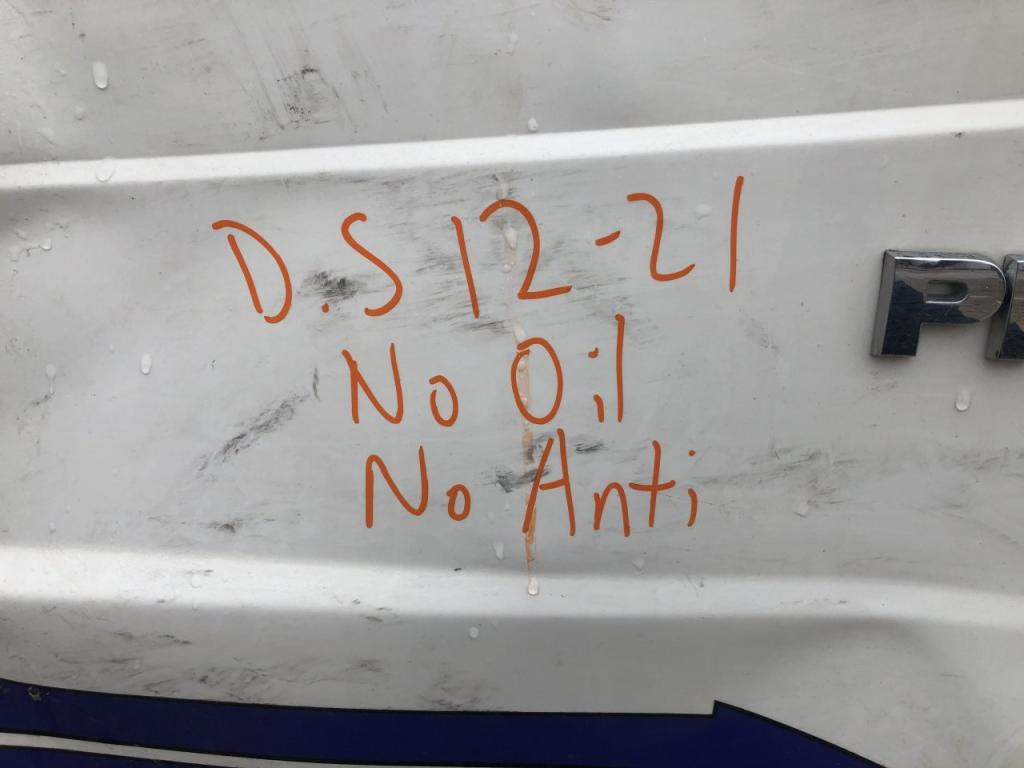 D.S 12-21
No Oil
No Anti